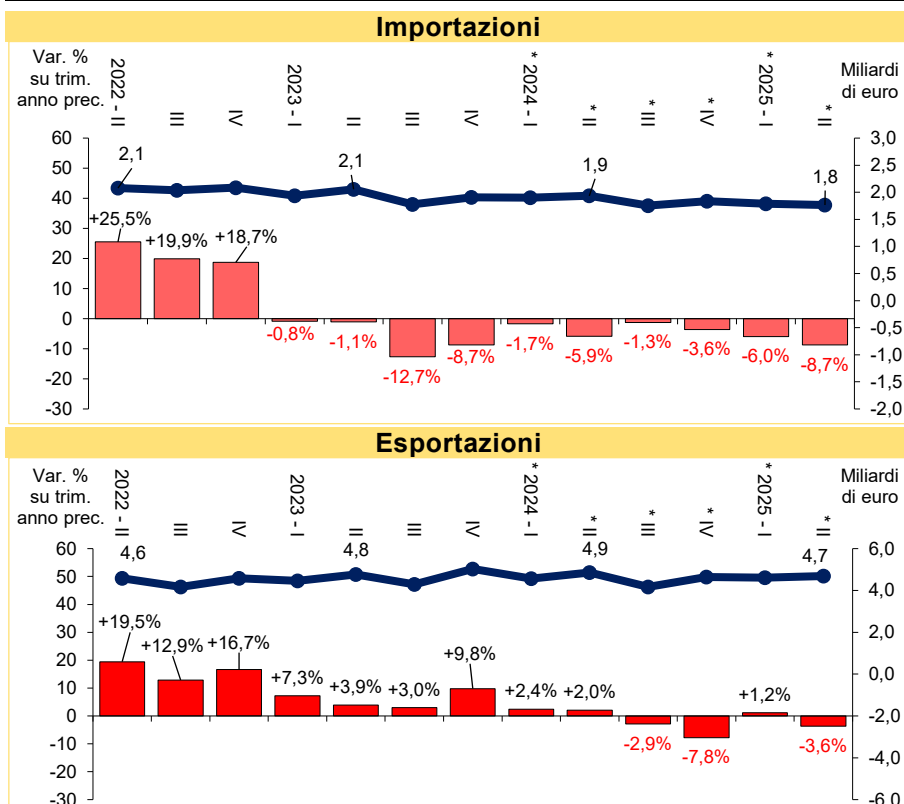 Importazioni
Var. %
su trim.
anno prec.
Miliardi
di euro
2022 - II
III
IV
2023 - I
II
III
IV
* 2024 - I
* II
* III
* IV
* 2025 - I
* II
60
50
40
30
20
10
0
-10
-20
-30
3,0
2,5
2,0
1,5
1,0
0,5
0,0
-0,5
-1,0
-1,5
-2,0
2,1
2,1
1,9
1,8
+25,5%
+19,9%
+18,7%
-0,8%
-1,1%
-12,7%
-8,7%
-1,7%
-5,9%
-1,3%
-3,6%
-6,0%
-8,7%
Esportazioni
Var. %
su trim.
anno prec.
Miliardi
di euro
2022 - II
III
IV
2023 - I
II
III
IV
* 2024 - I
* II
* III
* IV
* 2025 - I
* II
60
50
40
30
20
10
0
-10
-20
-30
6,0
4,0
2,0
0,0
-2,0
-4,0
-6,0
4,6
4,8
4,9
4,7
+19,5%
+12,9%
+16,7%
+7,3%
+3,9%
+3,0%
+9,8%
+2,4%
+2,0%
-2,9%
-7,8%
+1,2%
-3,6%